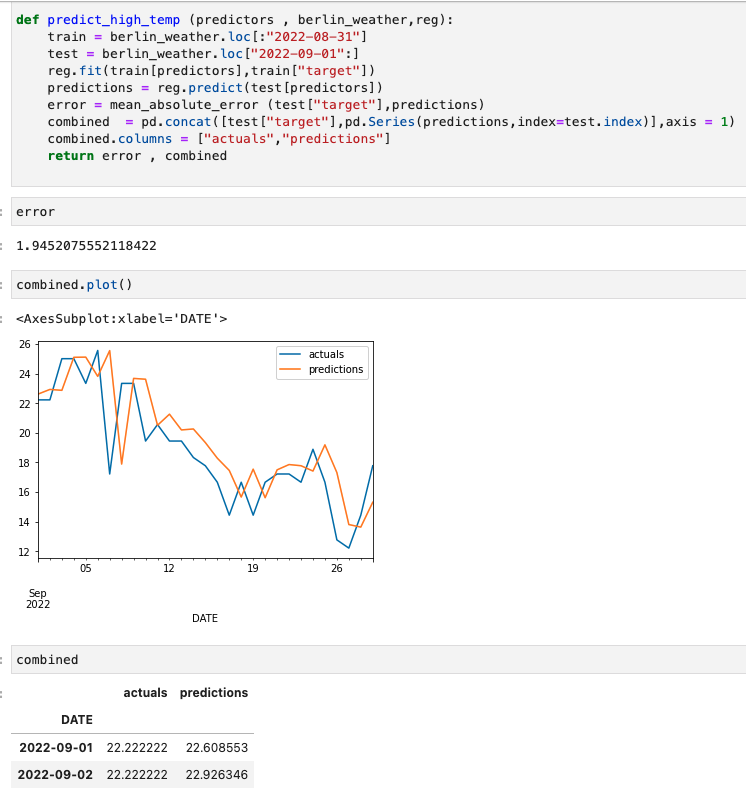 def predict_high_temp (predictors , berlin_weather,reg):
    train = berlin_weather.loc[:"2022-08-31"]
    test = berlin_weather.loc["2022-09-01":]
    reg.fit(train[predictors],train["target"])
    predictions = reg.predict(test[predictors])
    error = mean_absolute_error (test["target"],predictions)
    combined  = pd.concat([test["target"],pd.Series(predictions,index=test.index)],axis = 1)
    combined.columns = ["actuals","predictions"]
    return error , combined
: error
: 1.9452075552118422
: combined.plot()
: <AxesSubplot:xlabel='DATE'>
actuals
predictions
26
24
22
20
18
16
14
12
05 12 19 26
Sep
2022
DATE
: combined
: actuals predictions
DATE
2022-09-01 22.222222 22.608553
2022-09-02 22.222222 22.926346